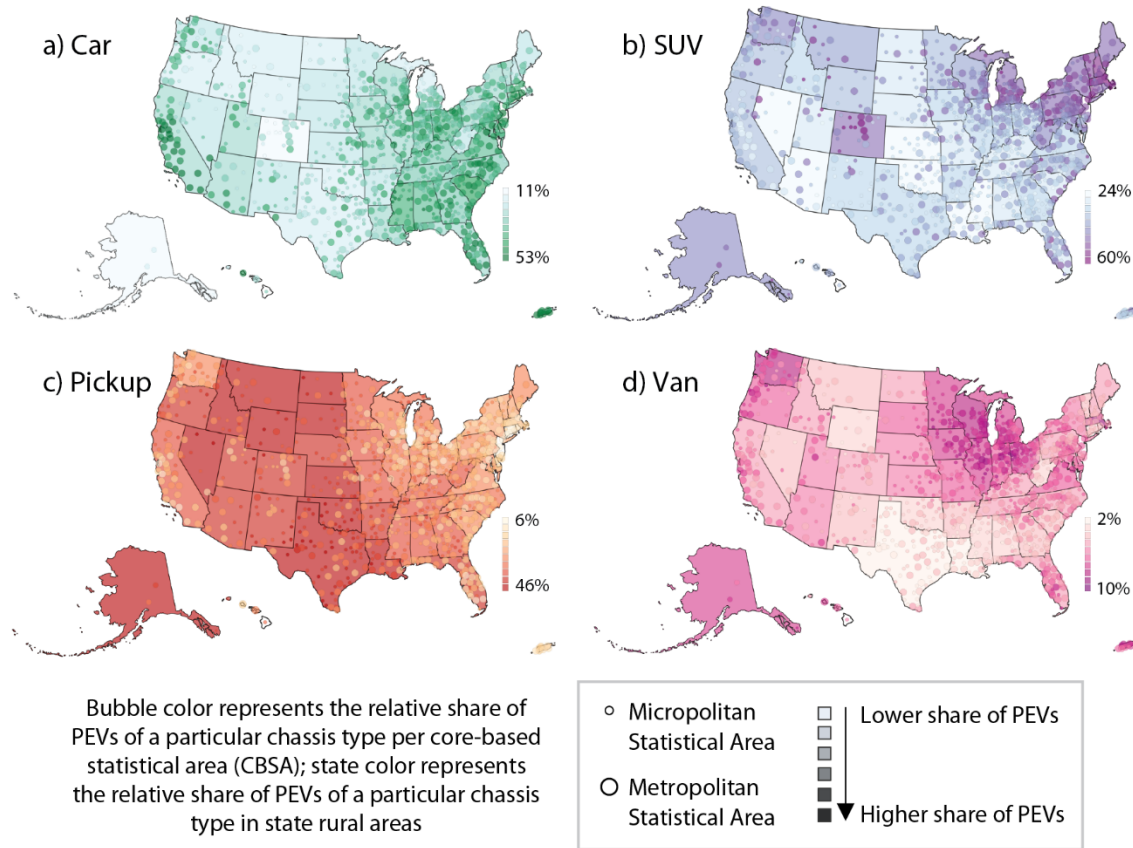 a) Car
11%
53%
b) SUV
24%
60%
c) Pickup
6%
46%
d) Van
2%
10%
Bubble color represents the relative share of
PEVs of a particular chassis type per core-based
statistical area (CBSA); state color represents
the relative share of PEVs of a particular chassis
type in state rural areas
Micropolitan
Statistical Area
Metropolitan
Statistical Area
Lower share of PEVs
Higher share of PEVs